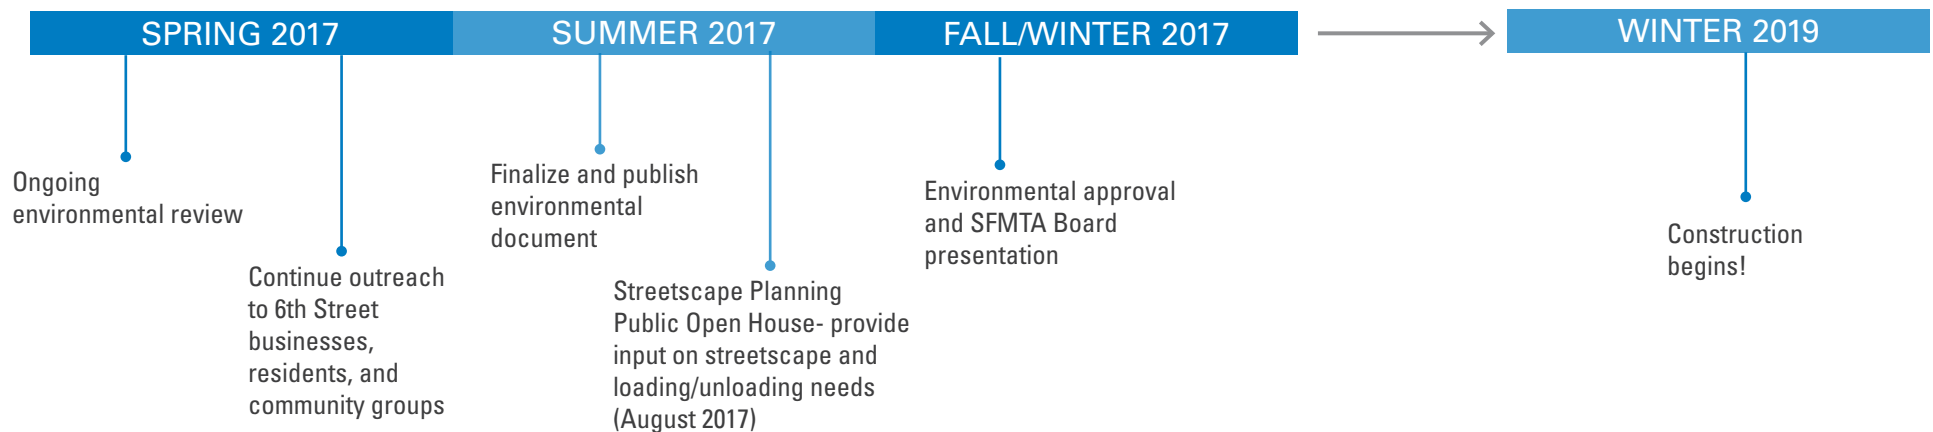 SPRING 2017
SUMMER 2017
FALL/WINTER 2017
WINTER 2019
Ongoing
environmental review
Continue outreach
to 6th Street
businesses,
residents, and
community groups
Finalize and publish
environmental
document
Streetscape Planning
Public Open House- provide
input on streetscape and
loading/unloading needs
(August 2017)
Environmental approval
and SFMTA Board
presentation
Construction
begins!